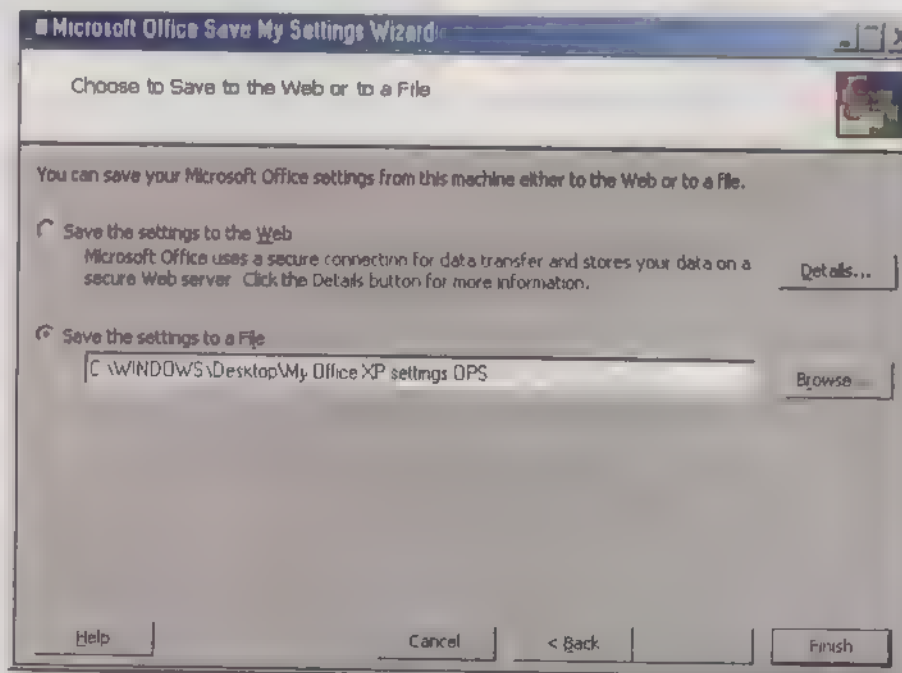 Microsoft Office Save My Settings Wizard
Choose to Save to the Web or to a File
You can save your Microsoft Office settings from this machine either to the Web or to a file.
Save the settings to the Web
Microsoft Office uses a secure connection for data transfer and stores your data on a
secure Web server Click the Details button for more information.
Details...
Save the settings to a File
C:\WINDOWS\Desktop\My Office XP settings OPS
Browse...
Help
Cancel
< Back
Finish